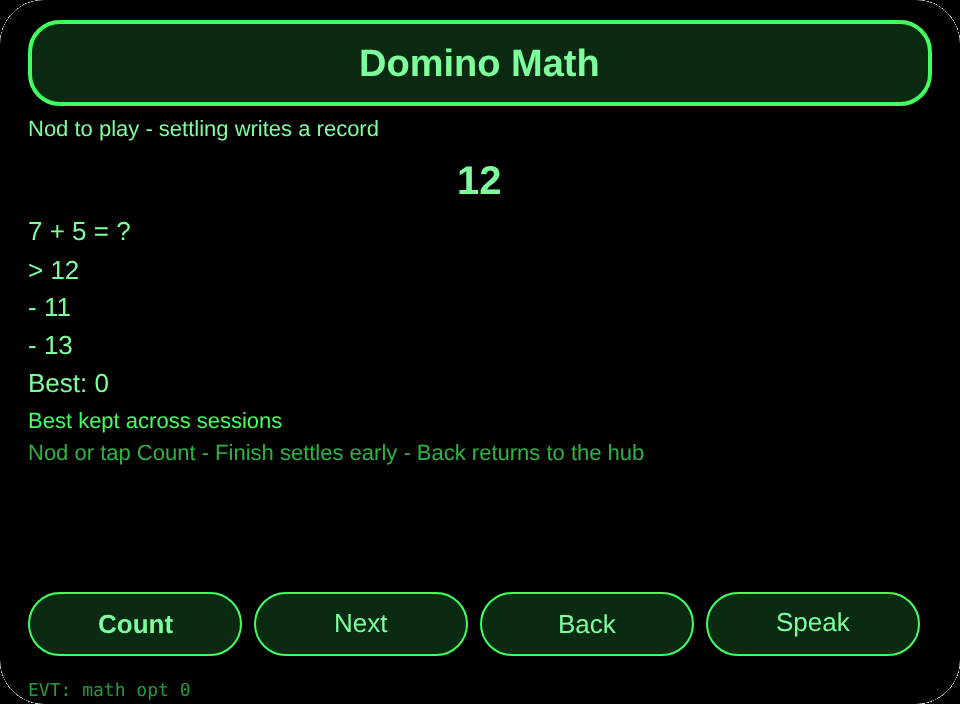 Domino Math
Nod to play - settling writes a record
12
7 + 5 = ?
> 12
- 11
- 13
Best: 0
Best kept across sessions
Nod or tap Count - Finish settles early - Back returns to the hub
Count Next Back Speak
EVT: math opt 0